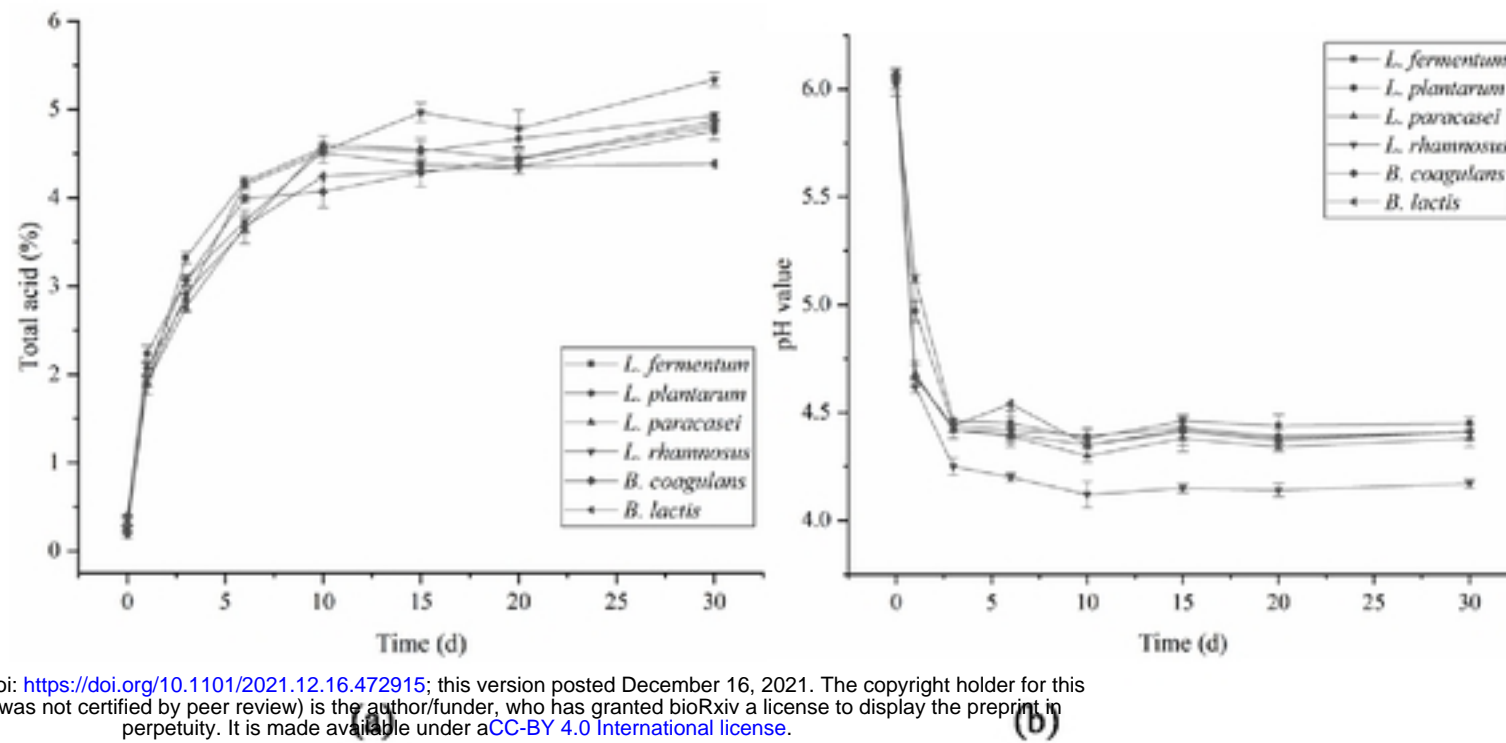 6
5
4
3
2
1
0
Total acid (%)
0 5 10 15 20 25 30
Time (d)
L. fermentum
L. plantarum
L. paracasei
L. rhamnosus
B. coagulans
B. lactis
6.0
5.5
5.0
4.5
4.0
pH value
0 5 10 15 20 25 30
Time (d)
L. fermentum
L. plantarum
L. paracasei
L. rhamnosus
B. coagulans
B. lactis
oi: https://doi.org/10.1101/2021.12.16.472915; this version posted December 16, 2021. The copyright holder for this
was not certified by peer review) is the author/funder, who has granted bioRxiv a license to display the preprint in
perpetuity. It is made available under aCC-BY 4.0 International license.
(a)
(b)